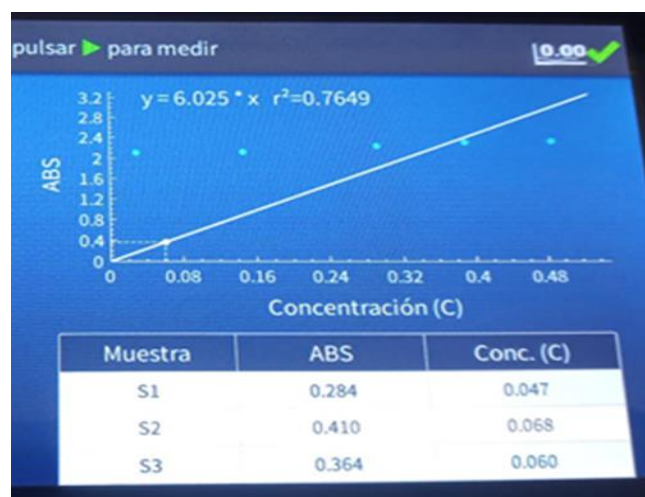 pulsar para medir 0.00
y = 6.025 * x r²=0.7649
ABS
3.2
2.8
2.4
2
1.6
1.2
0.8
0.4
0
0 0.08 0.16 0.24 0.32 0.4 0.48
Concentración (C)
Muestra ABS Conc. (C)
S1 0.284 0.047
S2 0.410 0.068
S3 0.364 0.060